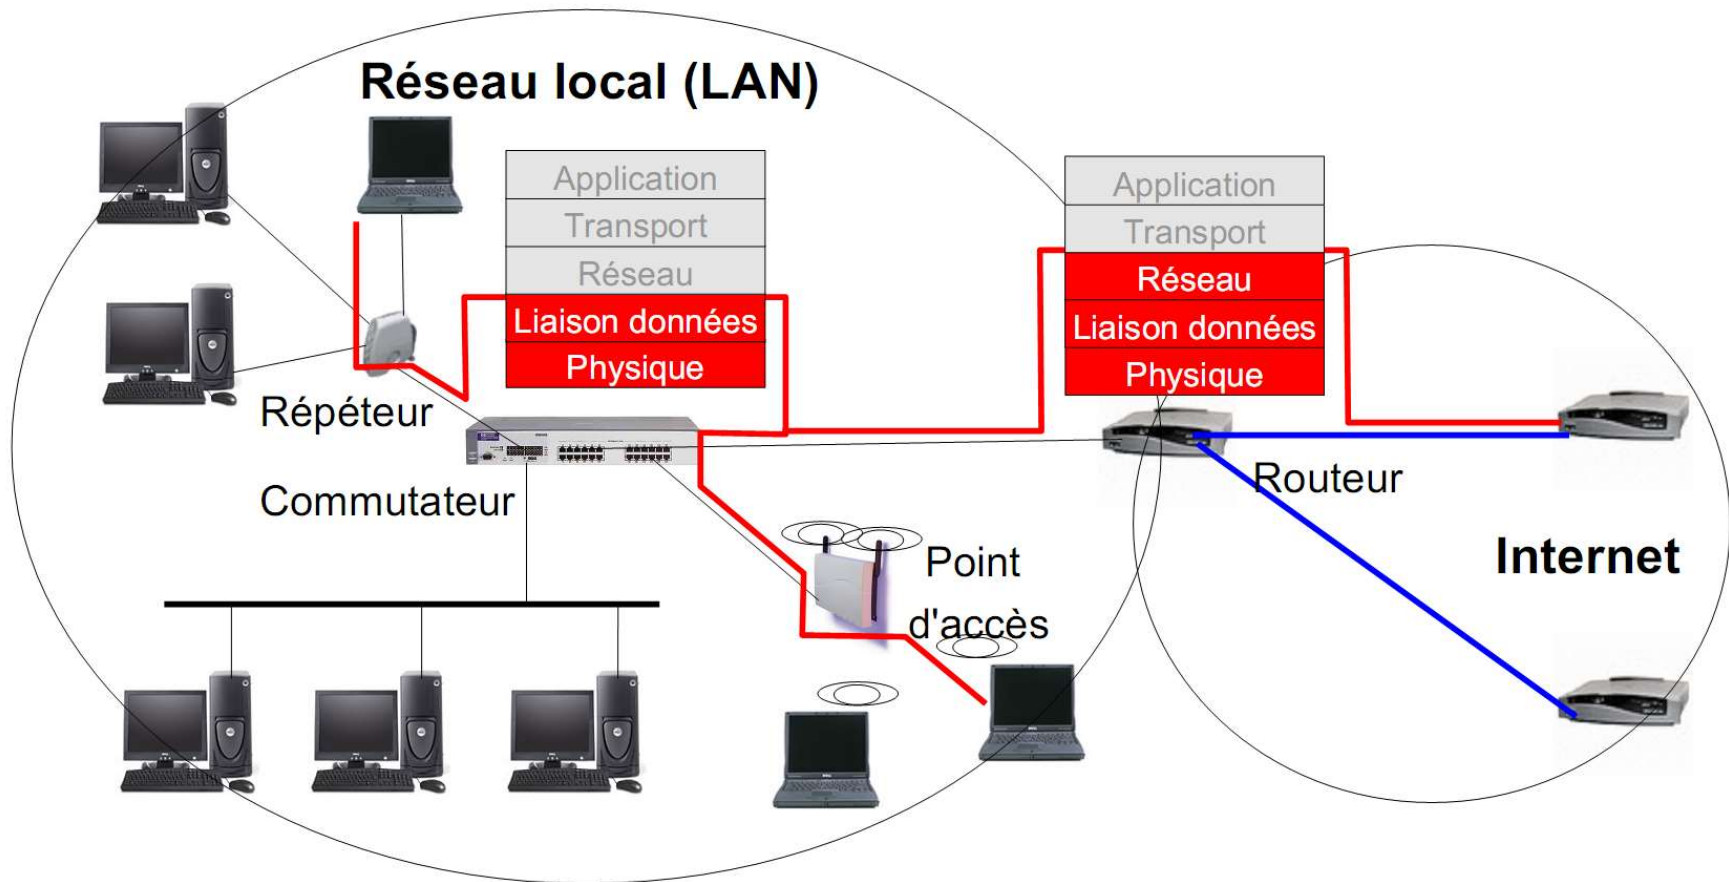 Réseau local (LAN)
Application
Transport
Réseau
Liaison données
Physique
Application
Transport
Réseau
Liaison données
Physique
Répéteur
Commutateur
Routeur
Point
d'accès
Internet